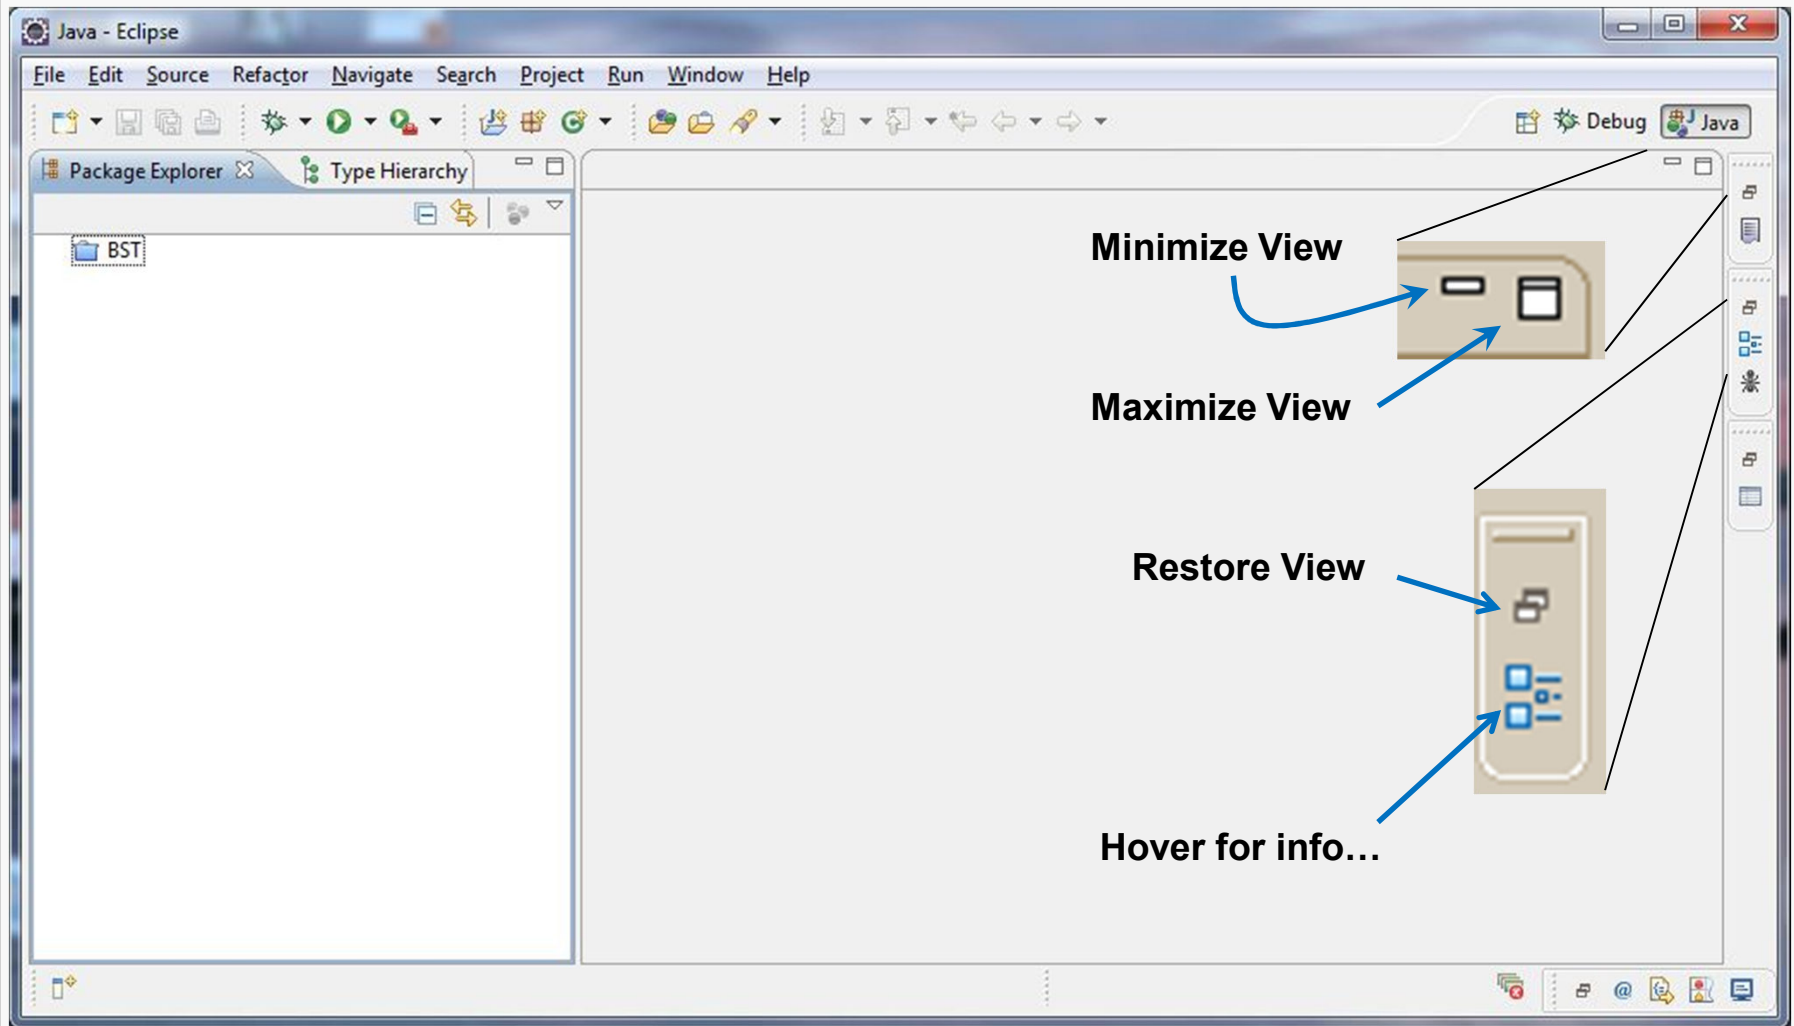 Java - Eclipse
File Edit Source Refactor Navigate Search Project Run Window Help
Debug Java
Package Explorer Type Hierarchy
BST
Minimize View
Maximize View
Restore View
Hover for info…